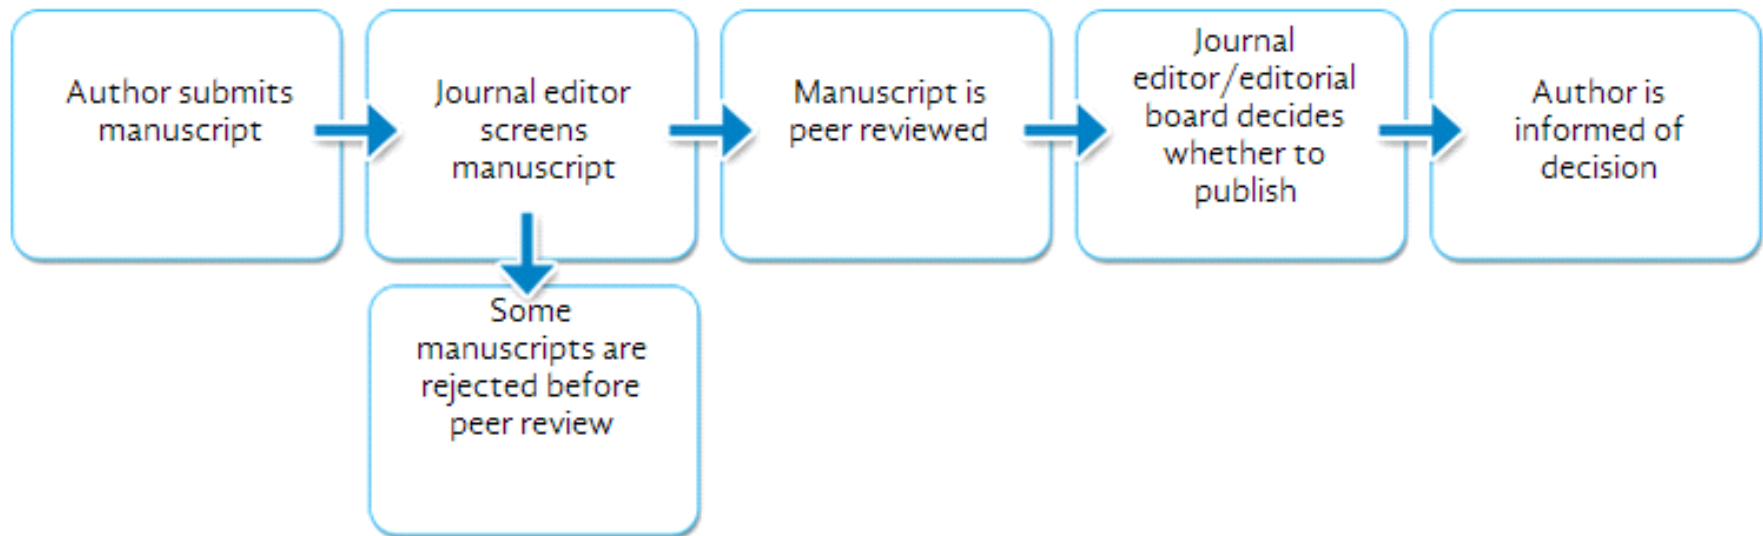 Author submits
manuscript
Journal editor
screens
manuscript
Manuscript is
peer reviewed
Journal
editor/editorial
board decides
whether to
publish
Author is
informed of
decision
Some
manuscripts are
rejected before
peer review